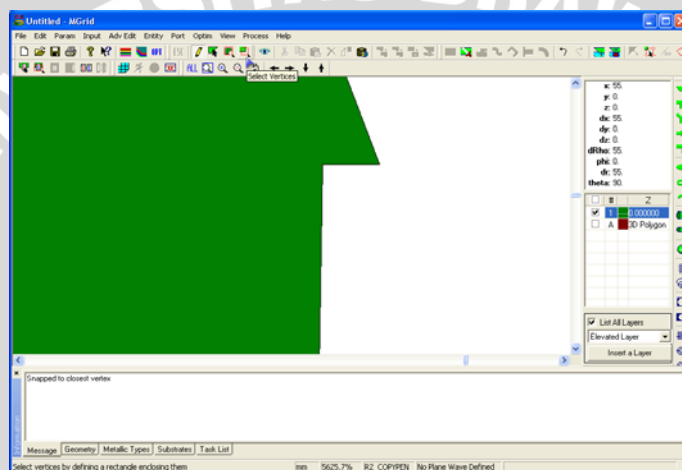 Untitled - MGrid
File Edit Param Input Adv Edit Entity Port Optim View Process Help
ALL
Select Vertices
x: 55.
y: 0.
z: 0.
dx: 55.
dy: 0.
dz: 0.
dRho: 55.
phi: 0.
dr: 55.
theta: 90.
# Z
1 0.000000
A 3D Polygon
List All Layers
Elevated Layer
Insert a Layer
Snapped to closest vertex
Message Geometry Metallic Types Substrates Task List
Select vertices by defining a rectangle enclosing them mm 5625.7% R2 COPYPEN No Plane Wave Defined